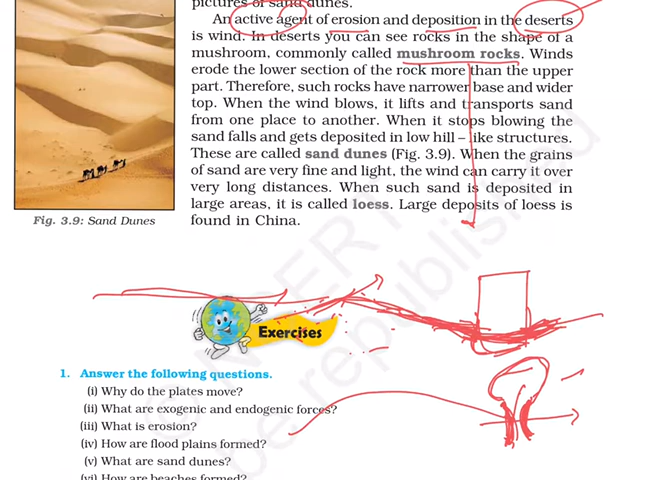 pictures of sand dunes.
An active agent of erosion and deposition in the deserts
is wind. In deserts you can see rocks in the shape of a
mushroom, commonly called mushroom rocks. Winds
erode the lower section of the rock more than the upper
part. Therefore, such rocks have narrower base and wider
top. When the wind blows, it lifts and transports sand
from one place to another. When it stops blowing the
sand falls and gets deposited in low hill – like structures.
These are called sand dunes (Fig. 3.9). When the grains
of sand are very fine and light, the wind can carry it over
very long distances. When such sand is deposited in
large areas, it is called loess. Large deposits of loess is
found in China.
Fig. 3.9: Sand Dunes
Exercises
1. Answer the following questions.
(i) Why do the plates move?
(ii) What are exogenic and endogenic forces?
(iii) What is erosion?
(iv) How are flood plains formed?
(v) What are sand dunes?
(vi) How are beaches formed?
be republished